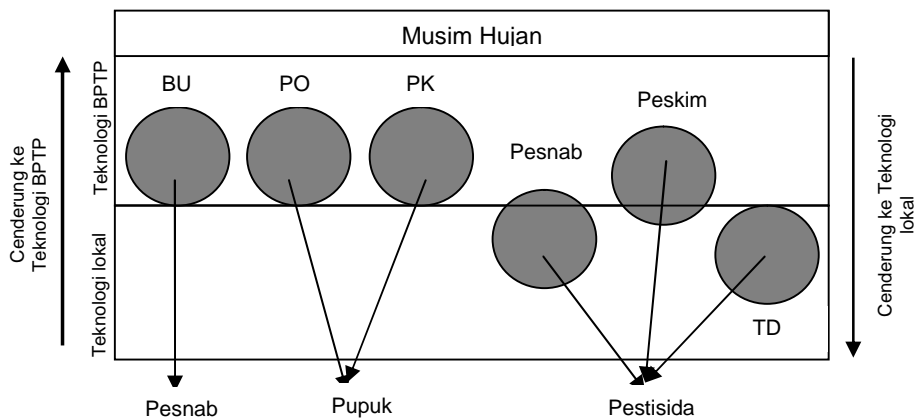 Musim Hujan
Cenderung ke
Teknologi BPTP
Teknologi BPTP
Teknologi lokal
BU
PO
PK
Pesnab
Peskim
TD
Cenderung ke Teknologi
lokal
Pesnab
Pupuk
Pestisida